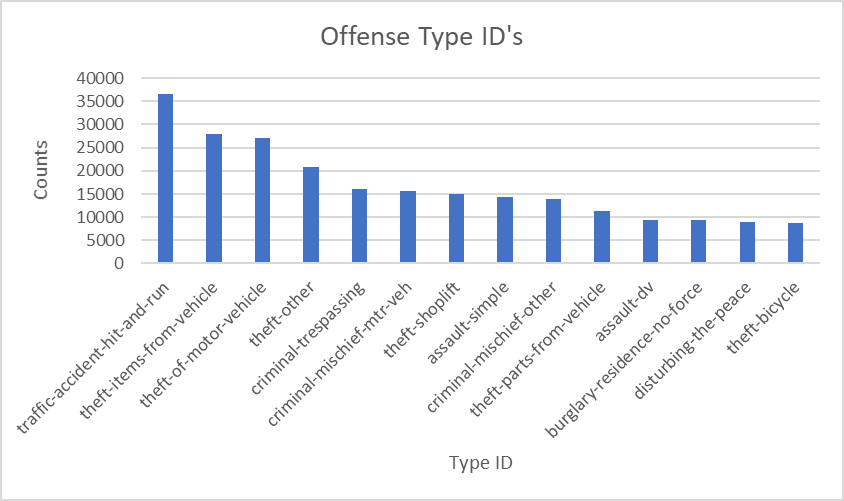 Offense Type ID's
Counts
40000
35000
30000
25000
20000
15000
10000
5000
0
traffic-accident-hit-and-run
theft-items-from-vehicle
theft-of-motor-vehicle
theft-other
criminal-trespassing
criminal-mischief-mtr-veh
theft-shoplift
assault-simple
criminal-mischief-other
theft-parts-from-vehicle
assault-dv
burglary-residence-no-force
disturbing-the-peace
theft-bicycle
Type ID